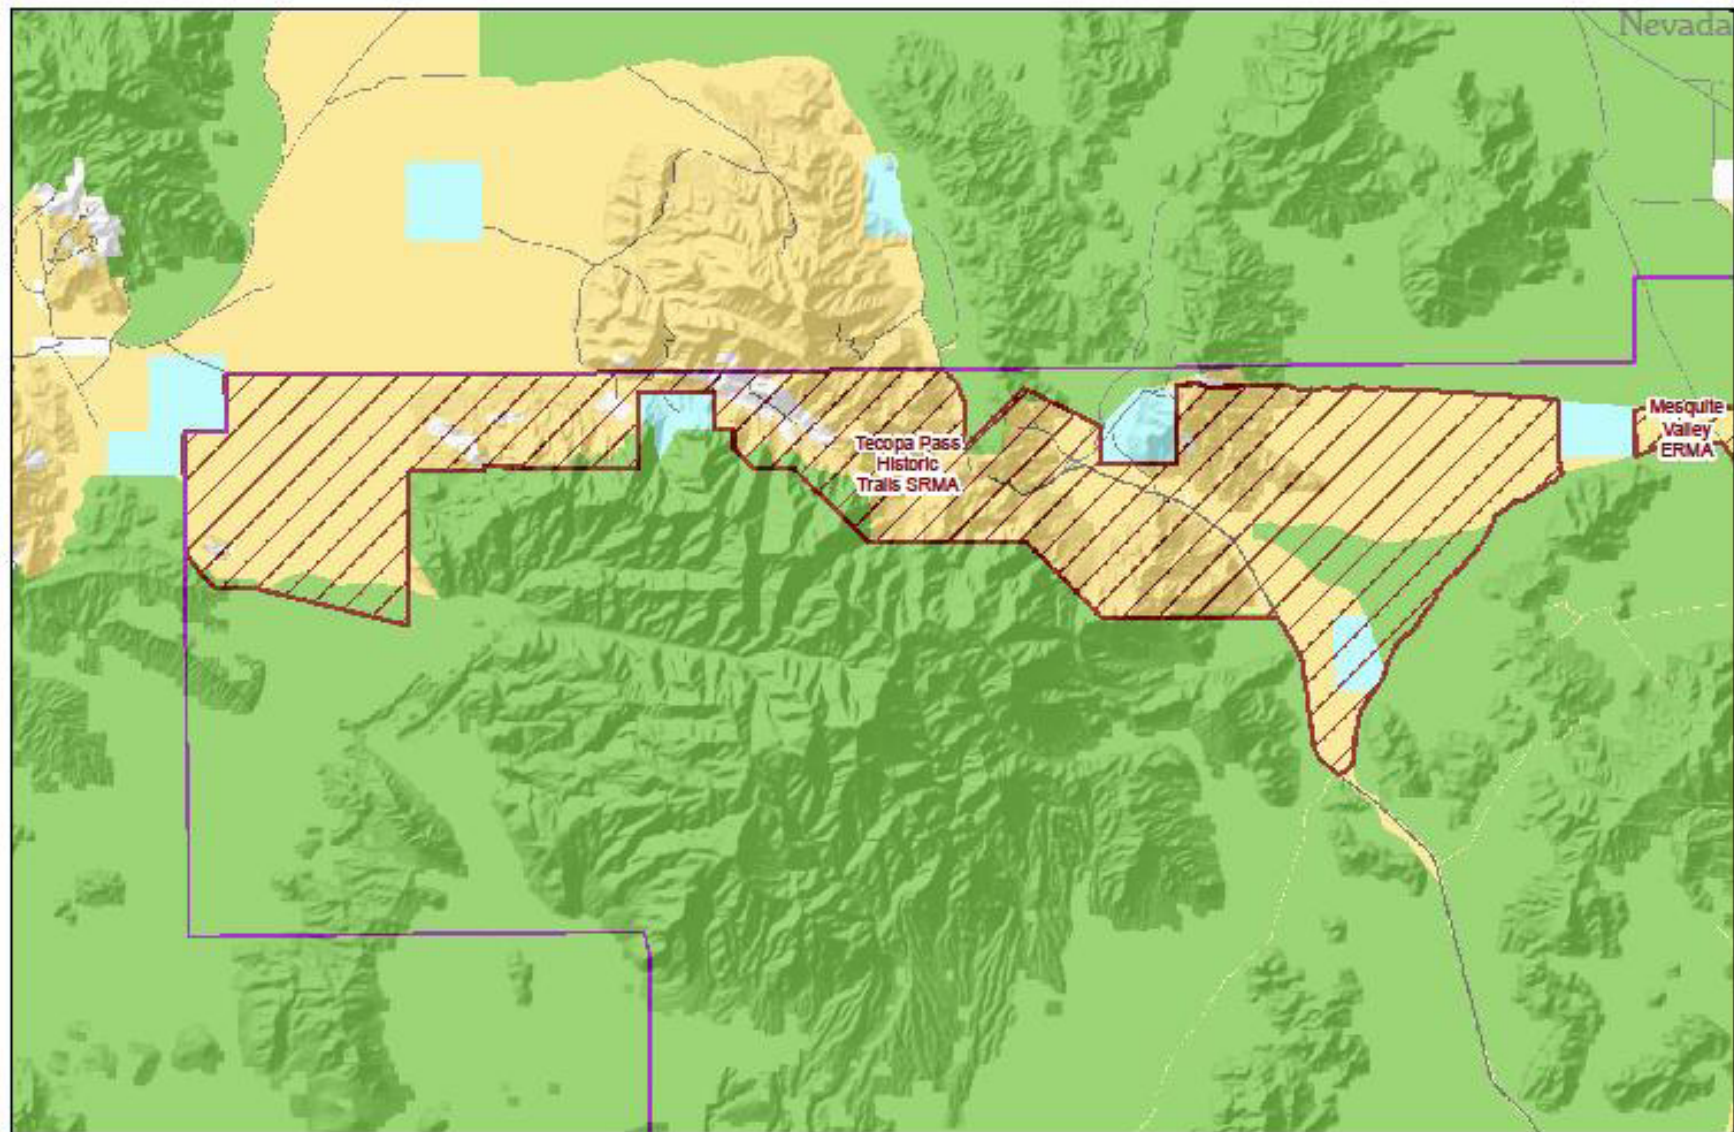 Nevada
Mesquite
Valley
ERMA
Tecopa Pass
Historic
Trails SRMA